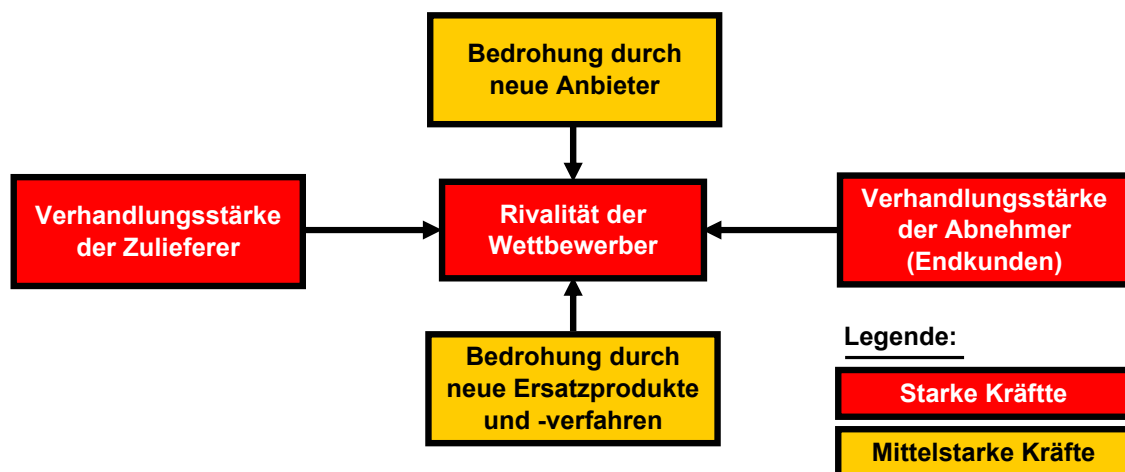 Bedrohung durch
neue Anbieter
Verhandlungsstärke
der Zulieferer
Rivalität der
Wettbewerber
Verhandlungsstärke
der Abnehmer
(Endkunden)
Bedrohung durch
neue Ersatzprodukte
und -verfahren
Legende:
Starke Kräftte
Mittelstarke Kräfte